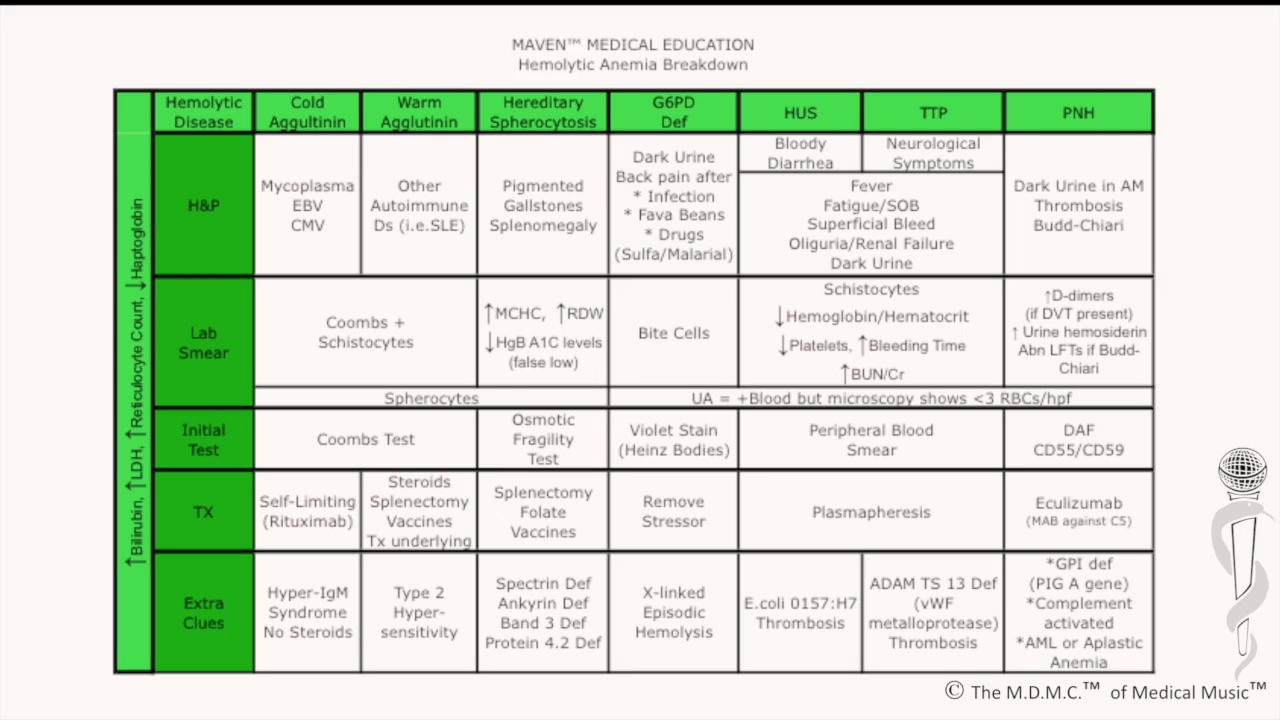 MAVEN™ MEDICAL EDUCATION
Hemolytic Anemia Breakdown
↑Bilirubin, ↑LDH, ↑Reticulocyte Count, ↓Haptoglobin
Hemolytic
Disease
Cold
Aggultinin
Warm
Agglutinin
Hereditary
Spherocytosis
G6PD
Def
HUS
TTP
PNH
H&P
Mycoplasma
EBV
CMV
Other
Autoimmune
Ds (i.e.SLE)
Pigmented
Gallstones
Splenomegaly
Dark Urine
Back pain after
* Infection
* Fava Beans
* Drugs
(Sulfa/Malarial)
Bloody
Diarrhea
Neurological
Symptoms
Fever
Fatigue/SOB
Superficial Bleed
Oliguria/Renal Failure
Dark Urine
Dark Urine in AM
Thrombosis
Budd-Chiari
Lab
Smear
Coombs +
Schistocytes
↑MCHC, ↑RDW
↓HgB A1C levels
(false low)
Bite Cells
Schistocytes
↓Hemoglobin/Hematocrit
↓Platelets, ↑Bleeding Time
↑BUN/Cr
↑D-dimers
(if DVT present)
↑ Urine hemosiderin
Abn LFTs if Budd-
Chiari
Spherocytes
UA = +Blood but microscopy shows <3 RBCs/hpf
Initial
Test
Coombs Test
Osmotic
Fragility
Test
Violet Stain
(Heinz Bodies)
Peripheral Blood
Smear
DAF
CD55/CD59
TX
Self-Limiting
(Rituximab)
Steroids
Splenectomy
Vaccines
Tx underlying
Splenectomy
Folate
Vaccines
Remove
Stressor
Plasmapheresis
Eculizumab
(MAB against C5)
Extra
Clues
Hyper-IgM
Syndrome
No Steroids
Type 2
Hyper-
sensitivity
Spectrin Def
Ankyrin Def
Band 3 Def
Protein 4.2 Def
X-linked
Episodic
Hemolysis
E.coli 0157:H7
Thrombosis
ADAM TS 13 Def
(vWF
metalloprotease)
Thrombosis
*GPI def
(PIG A gene)
*Complement
activated
*AML or Aplastic
Anemia
© The M.D.M.C.™ of Medical Music™